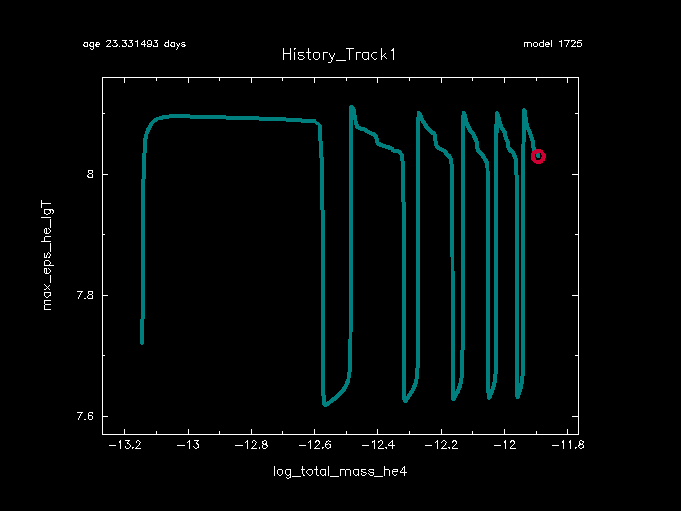 age 23.331493 days
model 1725
History_Track1
8
7.8
7.6
max_eps_he_lgT
-13.2 -13 -12.8 -12.6 -12.4 -12.2 -12 -11.8
log_total_mass_he4